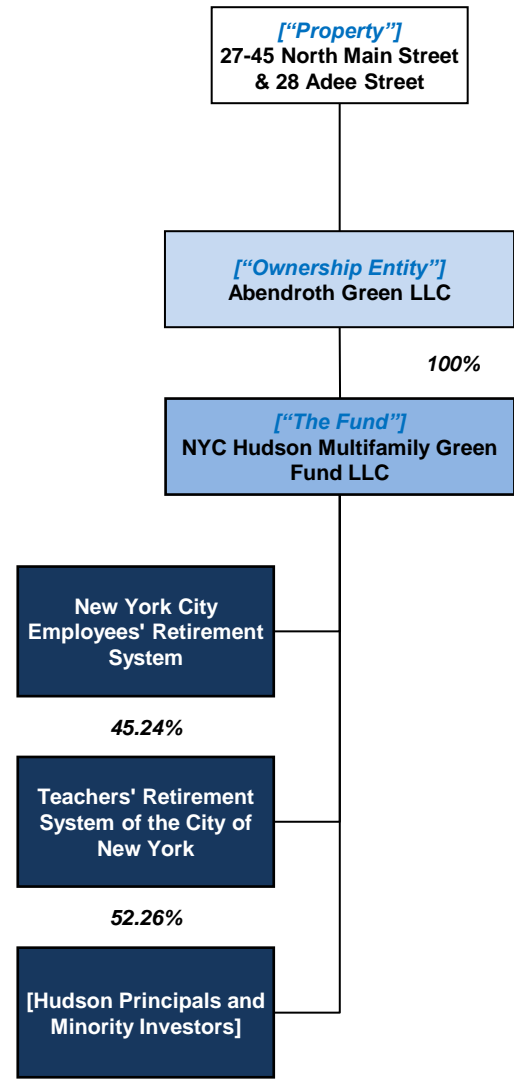 [“Property”]
27-45 North Main Street
& 28 Adee Street
[“Ownership Entity”]
Abendroth Green LLC
100%
[“The Fund”]
NYC Hudson Multifamily Green
Fund LLC
New York City
Employees' Retirement
System
45.24%
Teachers' Retirement
System of the City of
New York
52.26%
[Hudson Principals and
Minority Investors]